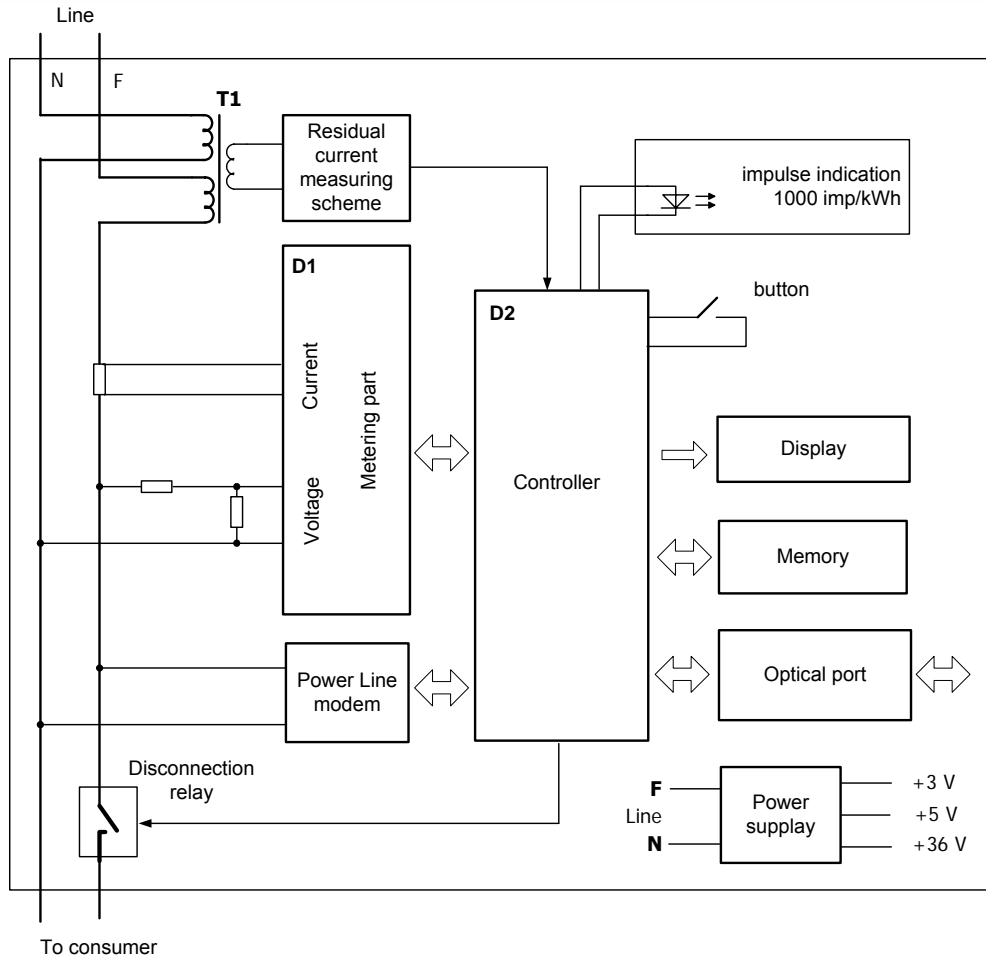 Line
N
F
T1
Residual
current
measuring
scheme
impulse indication
1000 imp/kWh
D1
Current
Metering part
Voltage
D2
Controller
button
Display
Memory
Power Line
modem
Optical port
Disconnection
relay
F
Line
N
Power
supplay
+3 V
+5 V
+36 V
To consumer